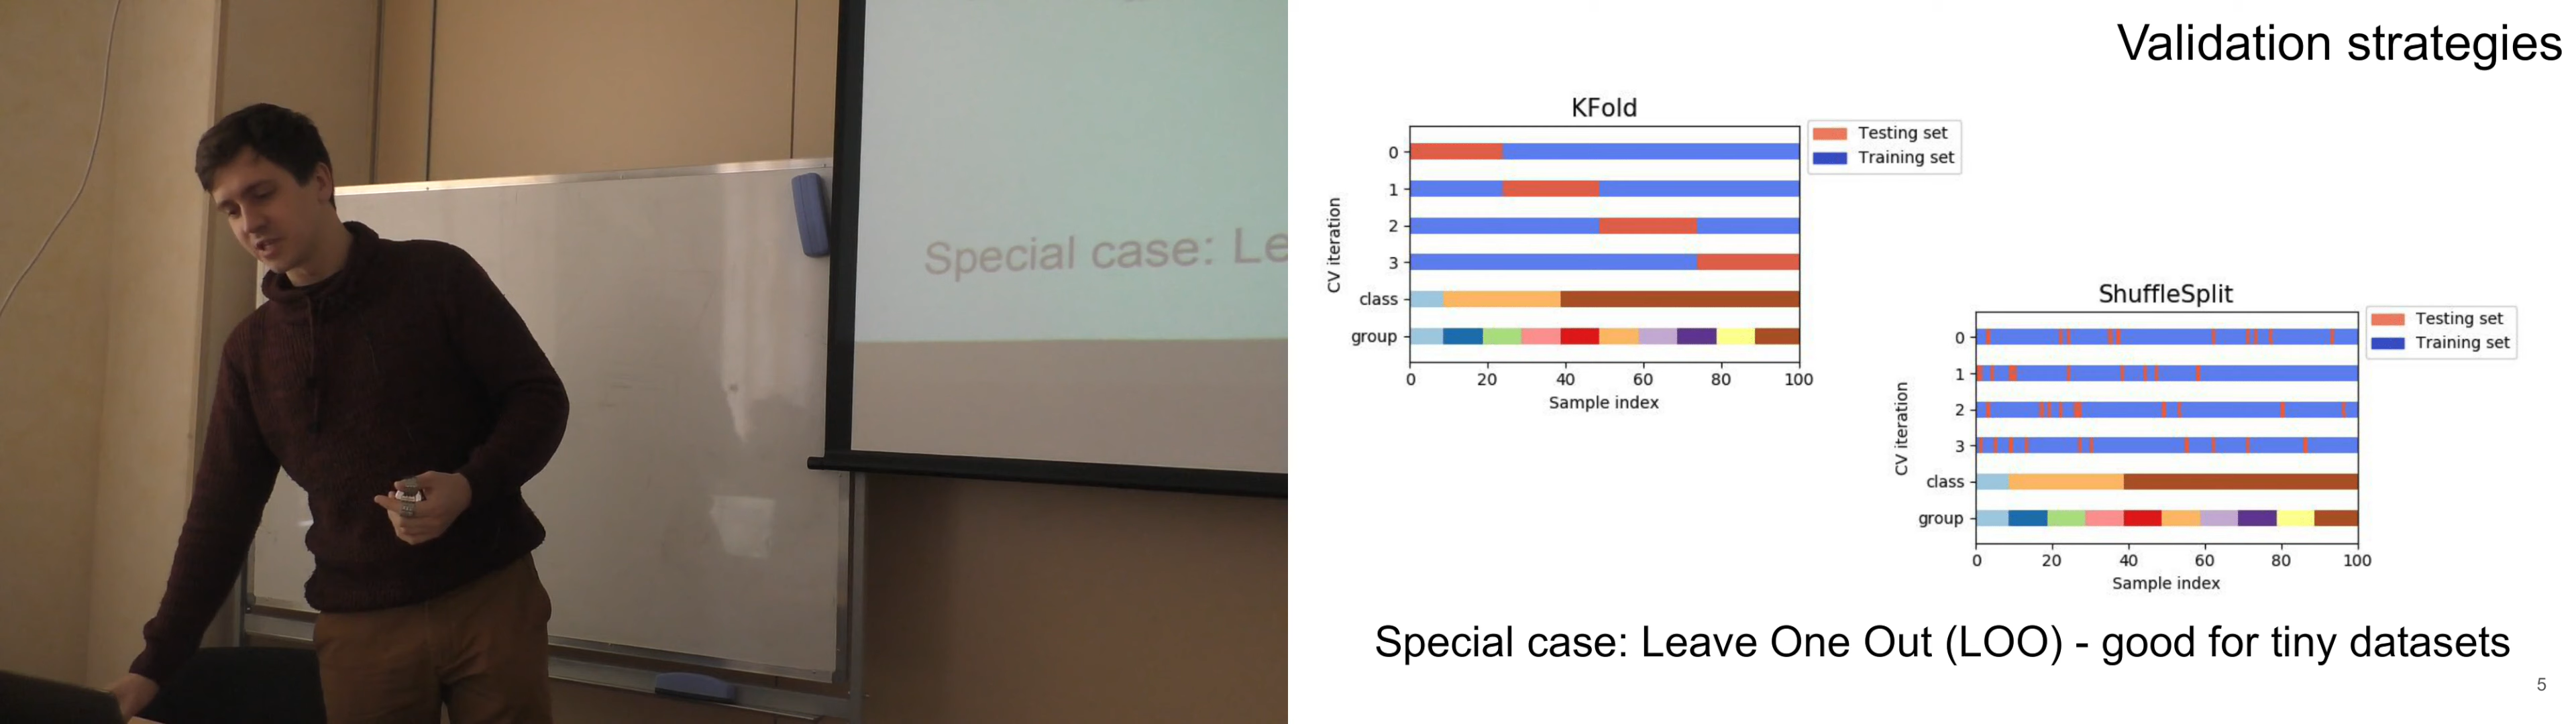 Special case: Le
Validation strategies
KFold
Testing set
Training set
0
1
2
3
class
group
CV iteration
0 20 40 60 80 100
Sample index
ShuffleSplit
Testing set
Training set
0
1
2
3
class
group
CV iteration
0 20 40 60 80 100
Sample index
Special case: Leave One Out (LOO) - good for tiny datasets
5